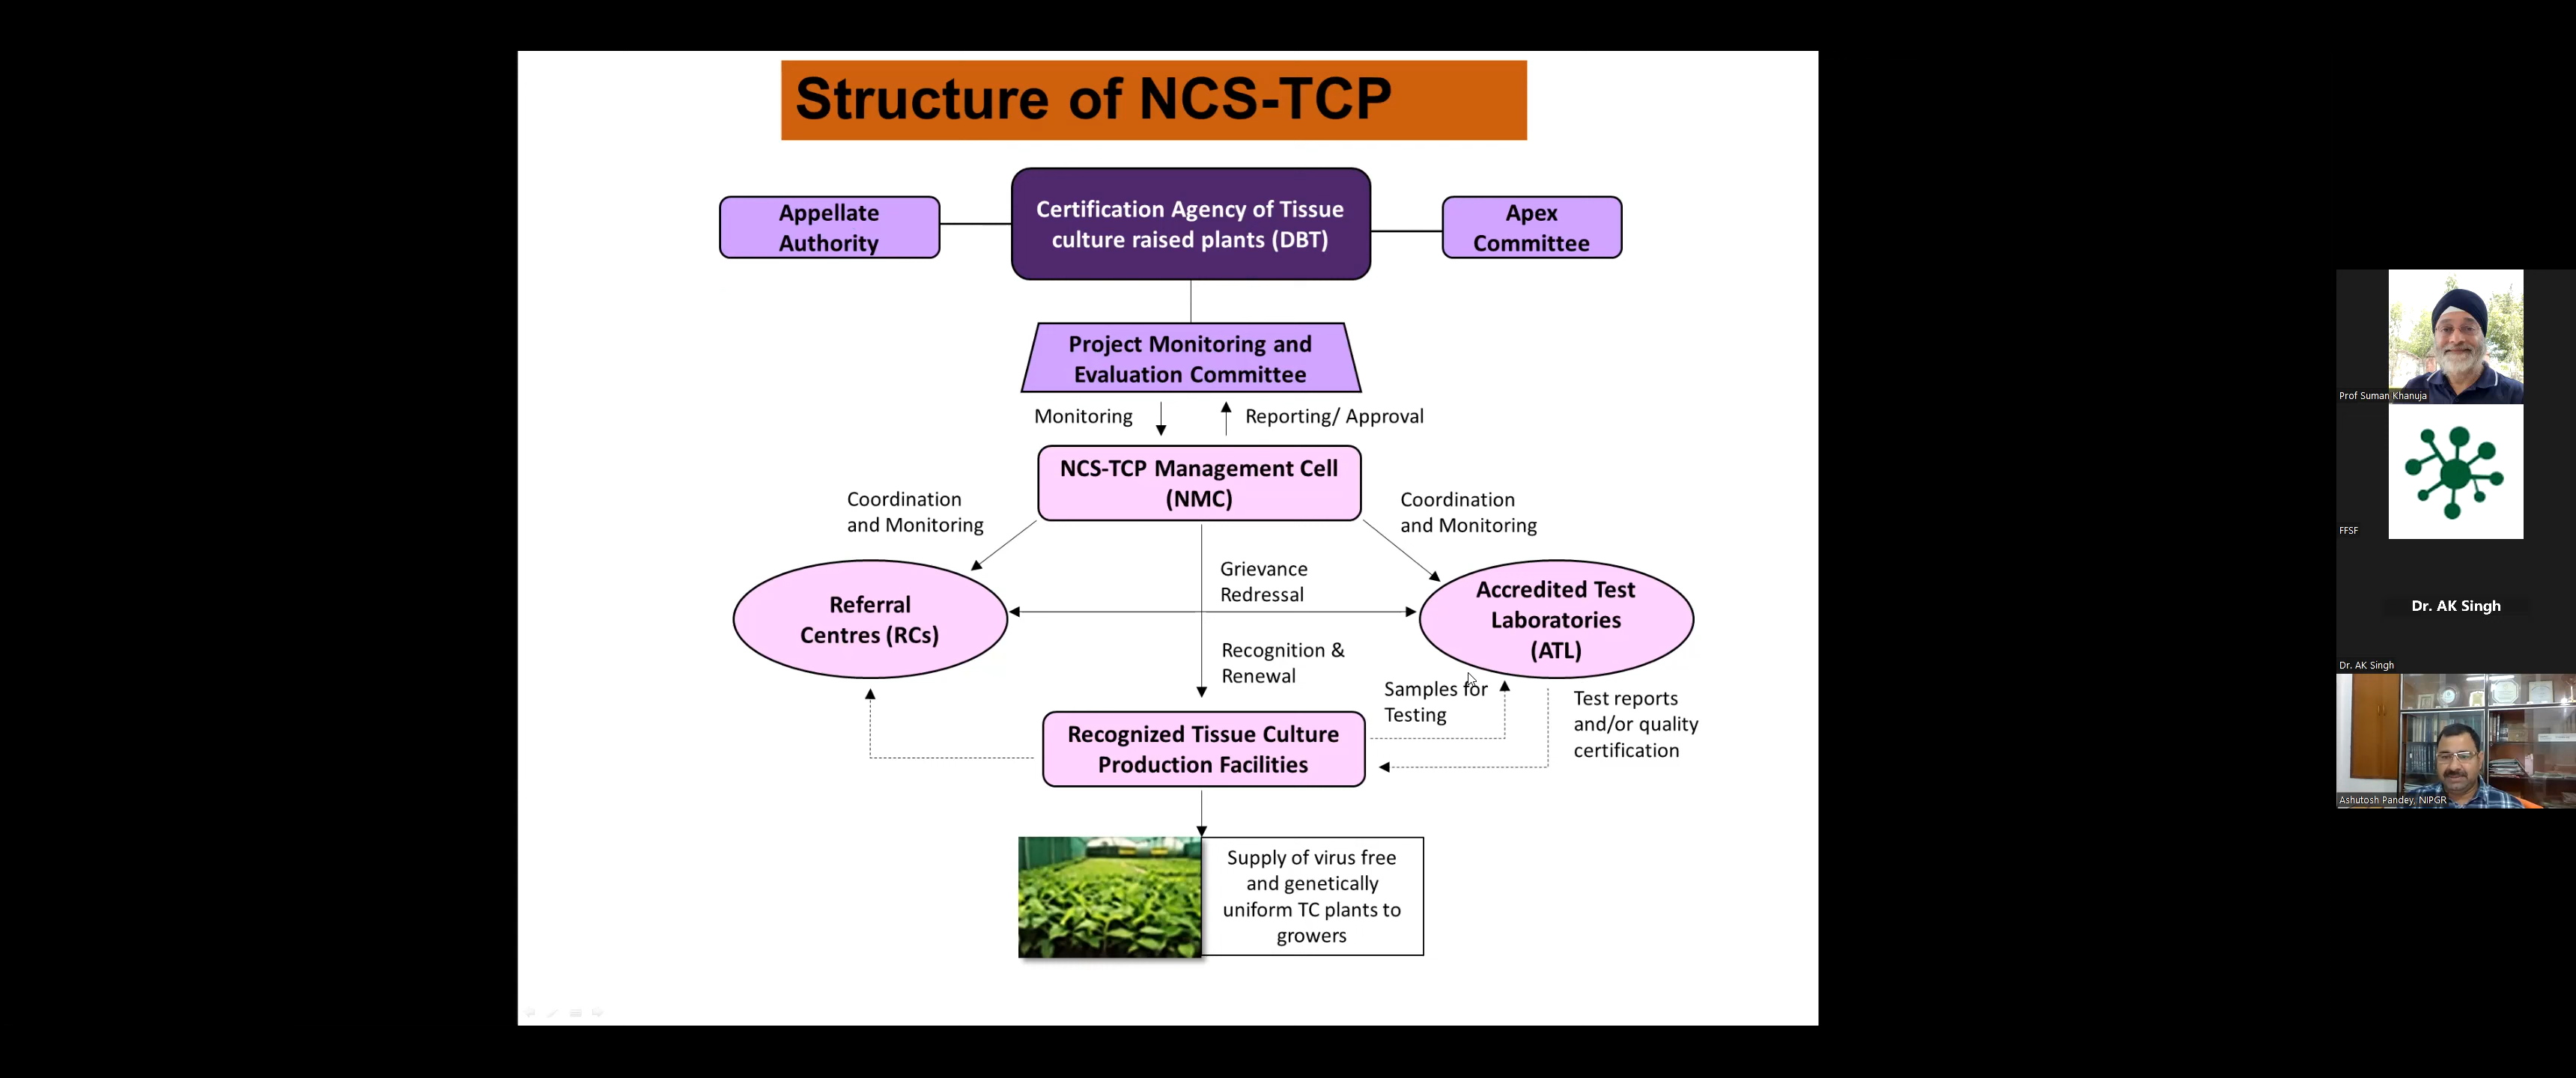 Structure of NCS-TCP
Appellate
Authority
Certification Agency of Tissue
culture raised plants (DBT)
Apex
Committee
Project Monitoring and
Evaluation Committee
Monitoring
Reporting/ Approval
NCS-TCP Management Cell
(NMC)
Coordination
and Monitoring
Coordination
and Monitoring
Grievance
Redressal
Referral
Centres (RCs)
Accredited Test
Laboratories
(ATL)
Recognition &
Renewal
Samples for
Testing
Test reports
and/or quality
certification
Recognized Tissue Culture
Production Facilities
Supply of virus free
and genetically
uniform TC plants to
growers
Prof Suman Khanuja
FFSF
Dr. AK Singh
Dr. AK Singh
Ashutosh Pandey, NIPGR